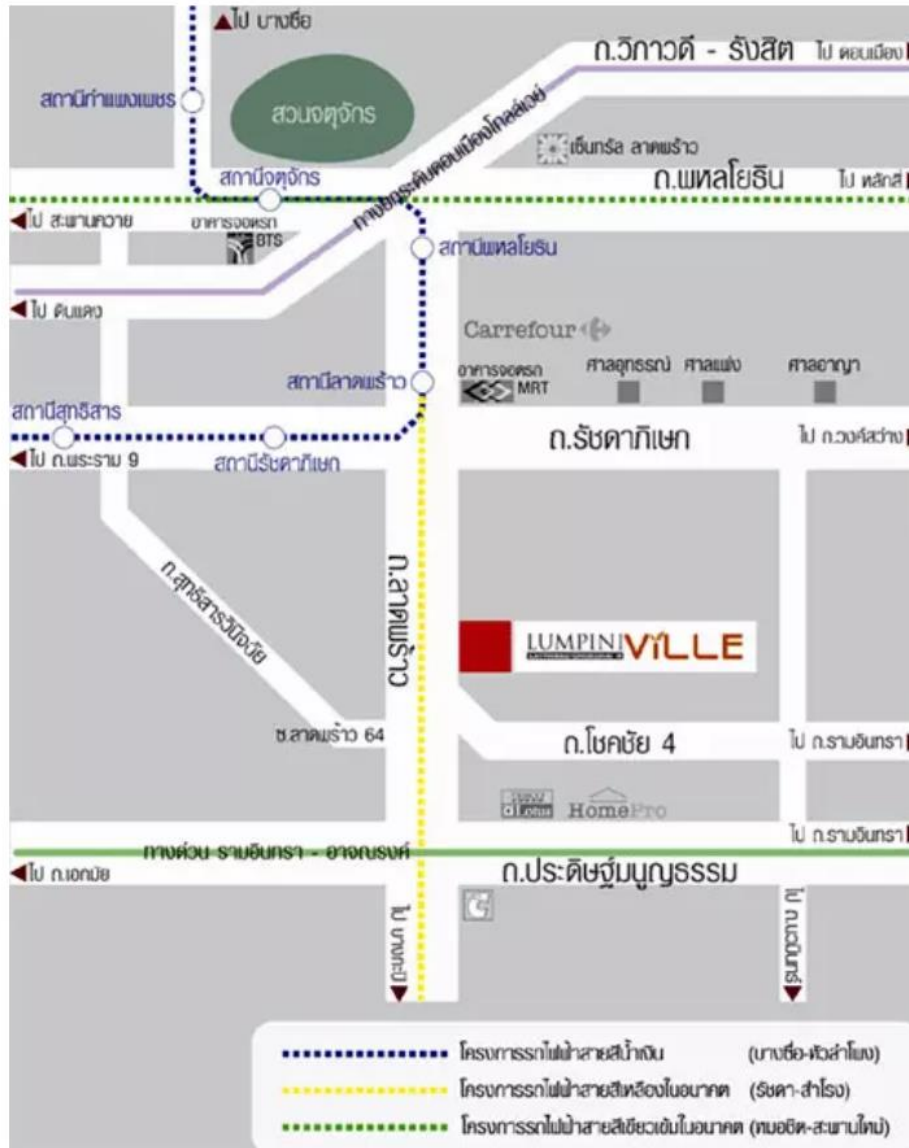 ไป บางซื่อ
ถ.วิภาวดี - รังสิต
ไป ดอนเมือง
สถานีกำแพงเพชร
สวนจตุจักร
เซ็นทรัล ลาดพร้าว
สถานีจตุจักร
ถ.พหลโยธิน
ไป หลักสี่
ทางยกระดับดอนเมืองโทลล์เวย์
ไป สะพานควาย
อาคารจอดรถ
BTS
สถานีพหลโยธิน
ไป ดินแดง
Carrefour
สถานีลาดพร้าว
อาคารจอดรถ
MRT
ศาลอุทธรณ์
ศาลแพ่ง
ศาลอาญา
สถานีสุทธิสาร
ถ.รัชดาภิเษก
ไป ถ.วงศ์สว่าง
ไป ถ.พระราม 9
สถานีรัชดาภิเษก
ถ.สุทธิสารวินิจฉัย
ถ.ลาดพร้าว
LUMPINI VILLE
ซ.ลาดพร้าว 64
ถ.โชคชัย 4
ไป ถ.รามอินทรา
HomePro
ไป ถ.รามอินทรา
ทางด่วน รามอินทรา - อาจณรงค์
ไป ถ.เอกมัย
ถ.ประดิษฐ์มนูญธรรม
ไป บางกะปิ
ไป ถ.นวมินทร์
โครงการรถไฟฟ้าสายสีน้ำเงิน (บางซื่อ-หัวลำโพง)
โครงการรถไฟฟ้าสายสีเหลืองในอนาคต (รัชดา-สำโรง)
โครงการรถไฟฟ้าสายสีเขียวเข้มในอนาคต (หมอชิต-สะพานใหม่)